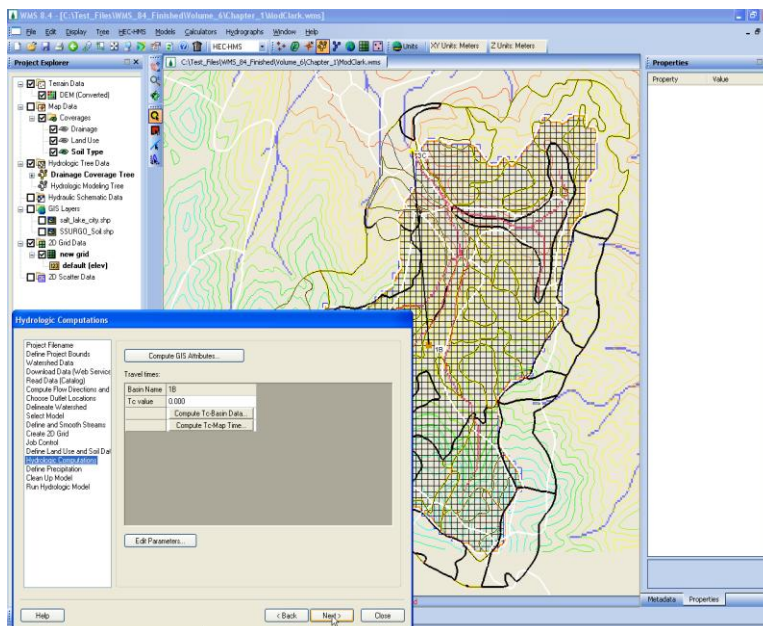 WMS 8.4 - [C:\Test_Files\WMS_84_Finished\Volume_6\Chapter_1\ModClark.wms]
File Edit Display Tree HEC-HMS Models Calculators Hydrographs Window Help
HEC-HMS Units XY Units: Meters Z Units: Meters
Project Explorer
C:\Test_Files\WMS_84_Finished\Volume_6\Chapter_1\ModClark.wms
Properties
Property Value
Terrain Data
DEM (Converted)
Map Data
Coverages
Drainage
Land Use
Soil Type
Hydrologic Tree Data
Drainage Coverage Tree
Hydrologic Modeling Tree
Hydraulic Schematic Data
GIS Layers
salt_lake_city.shp
SSURGO_Soil.shp
2D Grid Data
new grid
default (elev)
2D Scatter Data
1B
Hydrologic Computations
Project Filename
Define Project Bounds
Watershed Data
Download Data (Web Service
Read Data (Catalog)
Compute Flow Directions and
Choose Outlet Locations
Delineate Watershed
Select Model
Define and Smooth Streams
Create 2D Grid
Job Control
Define Land Use and Soil Dat
Hydrologic Computations
Define Precipitation
Clean Up Model
Run Hydrologic Model
Compute GIS Attributes...
Travel times:
Basin Name 1B
Tc value 0.000
Compute Tc-Basin Data...
Compute Tc-Map Time...
Edit Parameters...
Help
< Back
Next >
Close
Metadata Properties